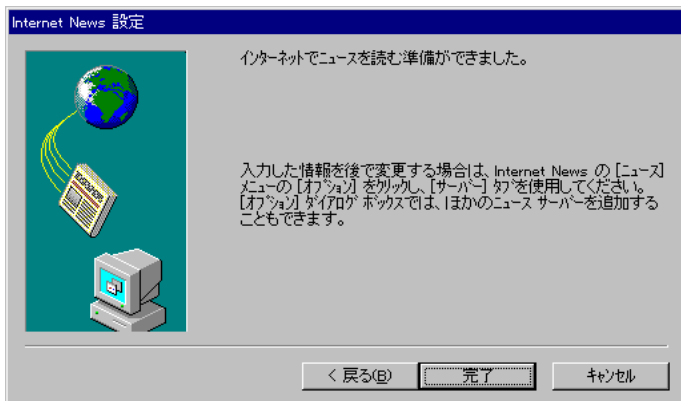 Internet News 設定
インターネットでニュースを読む準備ができました。
入力した情報を後で変更する場合は、Internet News の [ニュース]
メニューの [オプション] をクリックし、[サーバー] タブを使用してください。
[オプション] ダイアログ ボックスでは、ほかのニュース サーバーを追加する
こともできます。
< 戻る(B)
完了
キャンセル